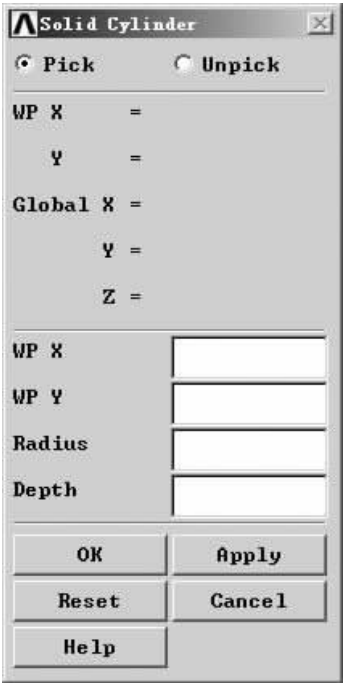 Solid Cylinder
Pick Unpick
WP X =
Y =
Global X =
Y =
Z =
WP X
WP Y
Radius
Depth
OK Apply
Reset Cancel
Help